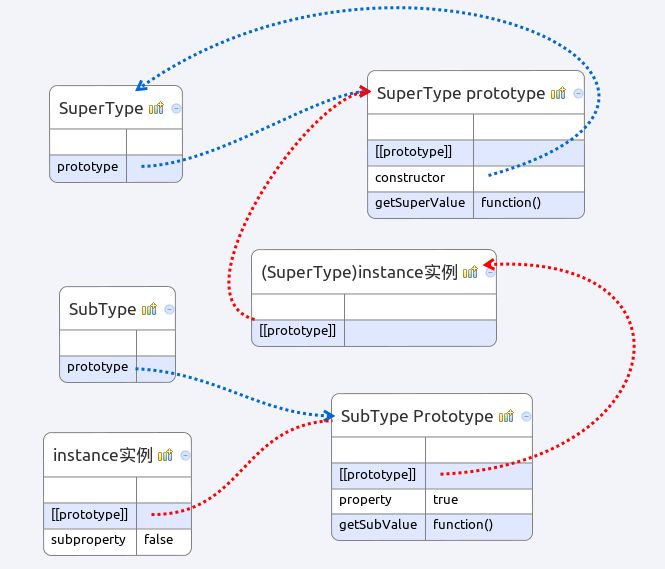 SuperType
prototype
SuperType prototype
[[prototype]]
constructor
getSuperValue function()
(SuperType)instance实例
[[prototype]]
SubType
prototype
SubType Prototype
[[prototype]]
property true
getSubValue function()
instance实例
[[prototype]]
subproperty false